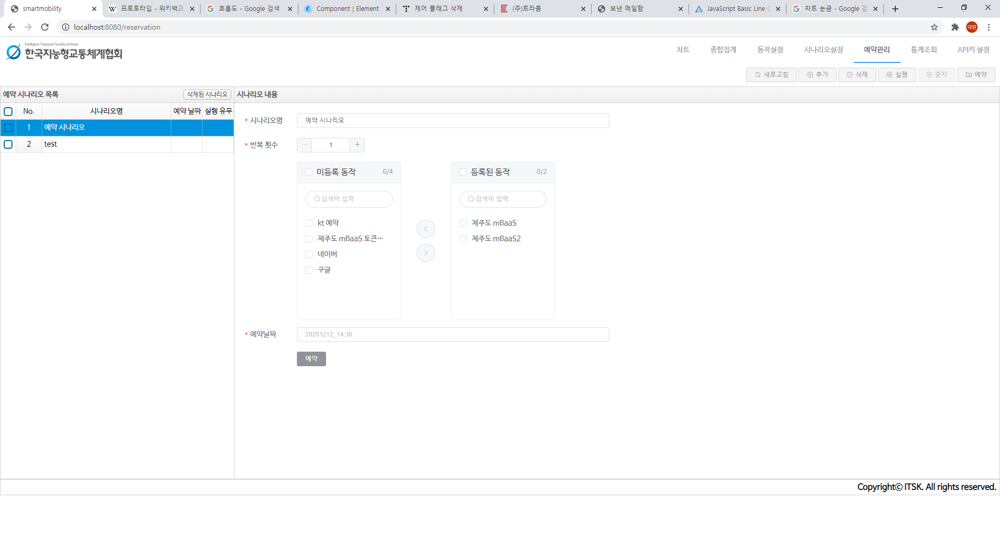 smartmobility
프로토타입 - 위키백과
흐름도 - Google 검색
Component | Element
제어 플래그 삭제
(주)트라콤
보낸 메일함
JavaScript Basic Line C
차트 눈금 - Google 검
localhost:8080/reservation
대원
Intelligent Transport Society of Korea
한국지능형교통체계협회
차트
종합집계
동작설정
시나리오설정
예약관리
통계조회
API키 설정
새로고침
추가
삭제
실행
중지
예약
예약 시나리오 목록
삭제된 시나리오
시나리오 내용
No. 시나리오명 예약 날짜 실행 유무
1 예약 시나리오
2 test
* 시나리오명
예약 시나리오
* 반복 횟수
1
미등록 동작 0/4
검색어 입력
kt 예약
제주도 mBaaS 토큰…
네이버
구글
등록된 동작 0/2
검색어 입력
제주도 mBaaS
제주도 mBaaS2
* 예약날짜
20201212_14:30
예약
Copyrightⓒ ITSK. All rights reserved.